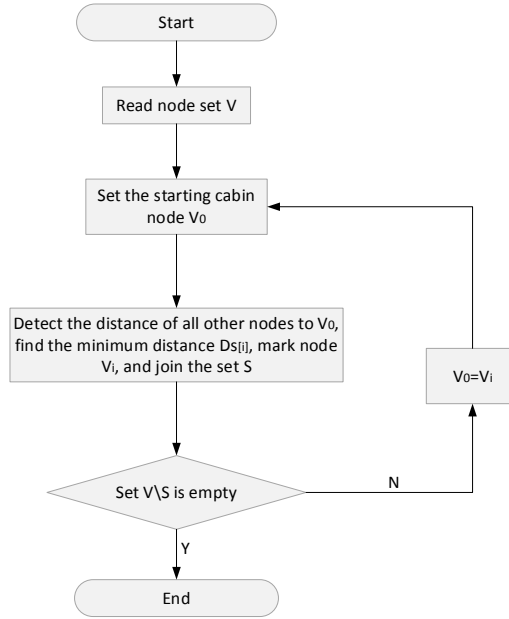 Start
Read node set V
Set the starting cabin
node V0
Detect the distance of all other nodes to V0,
find the minimum distance Ds[i], mark node
Vi, and join the set S
V0=Vi
Set V\S is empty
N
Y
End